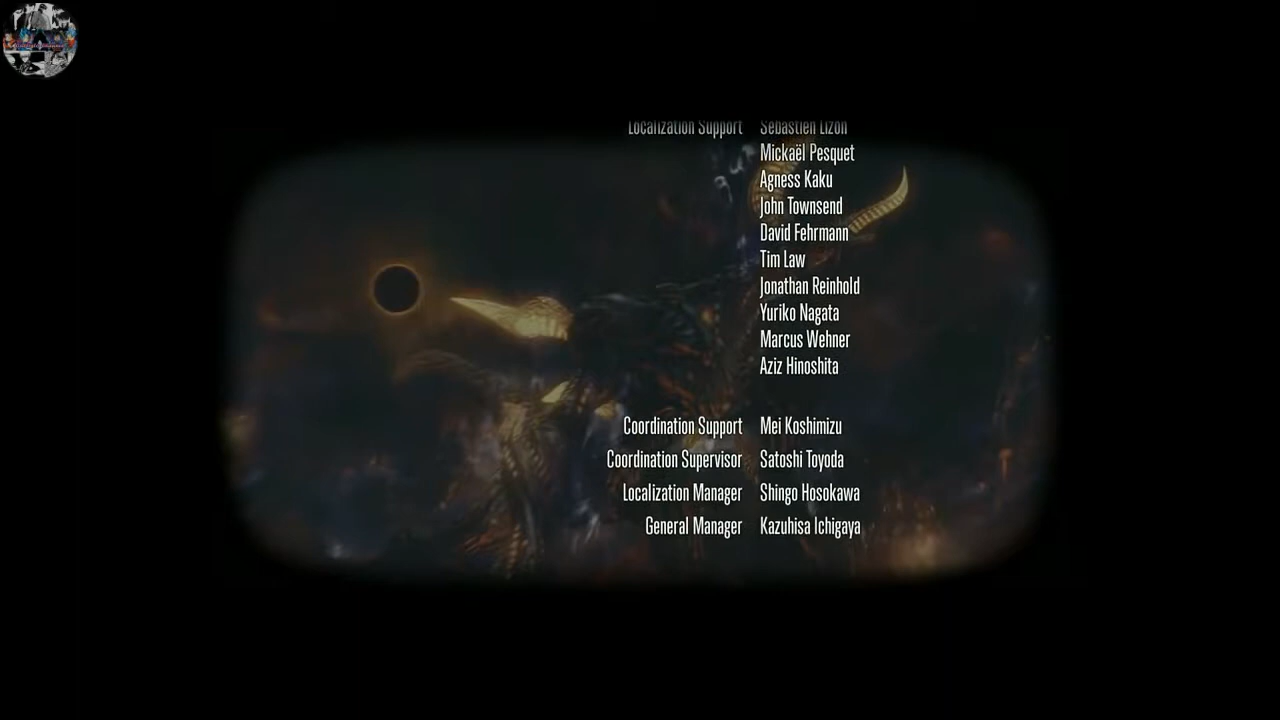 Localization Support Sébastien Lizon
Mickaël Pesquet
Agness Kaku
John Townsend
David Fehrmann
Tim Law
Jonathan Reinhold
Yuriko Nagata
Marcus Wehner
Aziz Hinoshita
Coordination Support Mei Koshimizu
Coordination Supervisor Satoshi Toyoda
Localization Manager Shingo Hosokawa
General Manager Kazuhisa Ichigaya